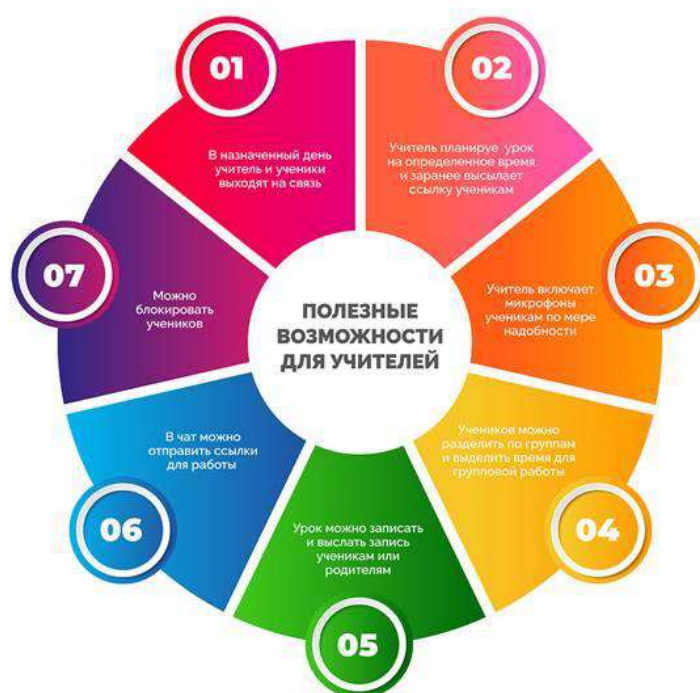 ПОЛЕЗНЫЕ
ВОЗМОЖНОСТИ
ДЛЯ УЧИТЕЛЕЙ
01
В назначенный день
учитель и ученики
выходят на связь
02
Учитель планируе урок
на определенное время
и заранее высылает
ссылку ученикам
03
Учитель включает
микрофоны
ученикам по мере
надобности
04
Учеников можно
разделить по группам
и выделить время для
групповой работы
05
Урок можно записать
и выслать запись
ученикам или
родителям
06
В чат можно
отправить ссылки
для работы
07
Можно
блокировать
учеников